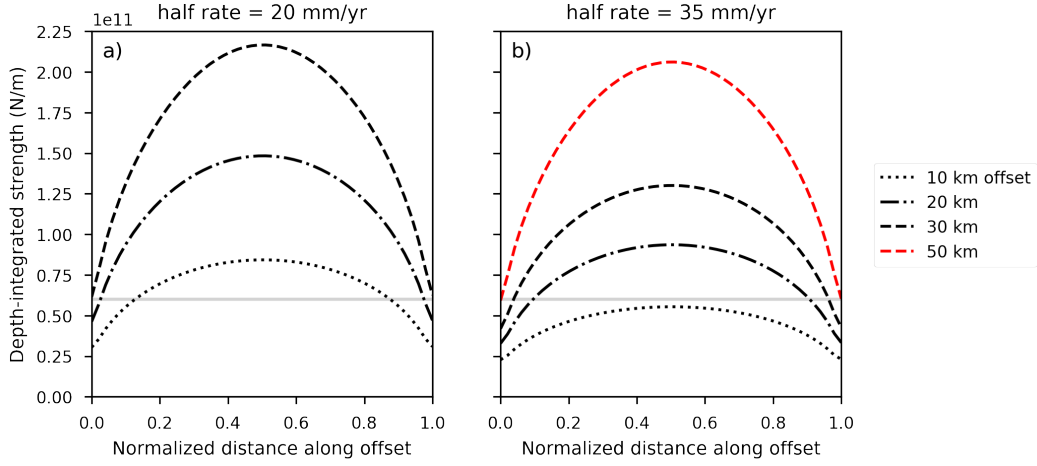 half rate = 20 mm/yr
half rate = 35 mm/yr
1e11
a)
b)
2.25
2.00
1.75
1.50
1.25
1.00
0.75
0.50
0.25
0.00
Depth-integrated strength (N/m)
0.0 0.2 0.4 0.6 0.8 1.0
0.0 0.2 0.4 0.6 0.8 1.0
Normalized distance along offset
Normalized distance along offset
10 km offset
20 km
30 km
50 km